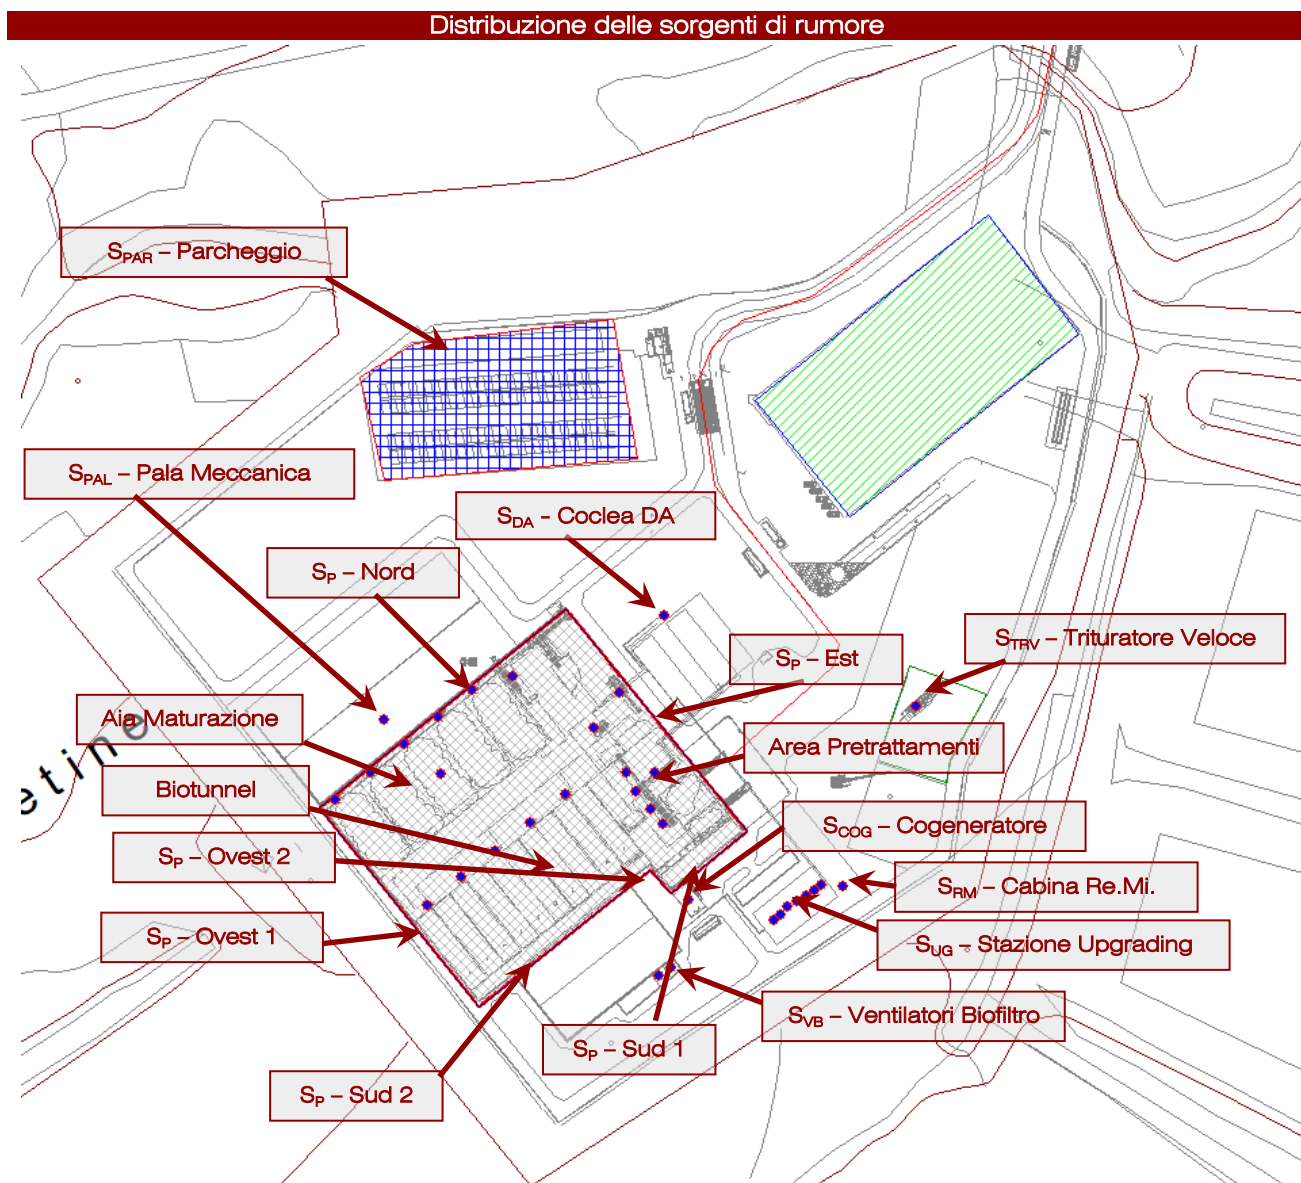 Distribuzione delle sorgenti di rumore
SPAR – Parcheggio
SPAL – Pala Meccanica
SDA - Coclea DA
SP – Nord
STRV – Trituratore Veloce
SP – Est
Aia Maturazione
etine
Area Pretrattamenti
Biotunnel
SCOG - Cogeneratore
SP - Ovest 2
SRM – Cabina Re.Mi.
SP - Ovest 1
SUG – Stazione Upgrading
SVB – Ventilatori Biofiltro
SP – Sud 1
SP – Sud 2